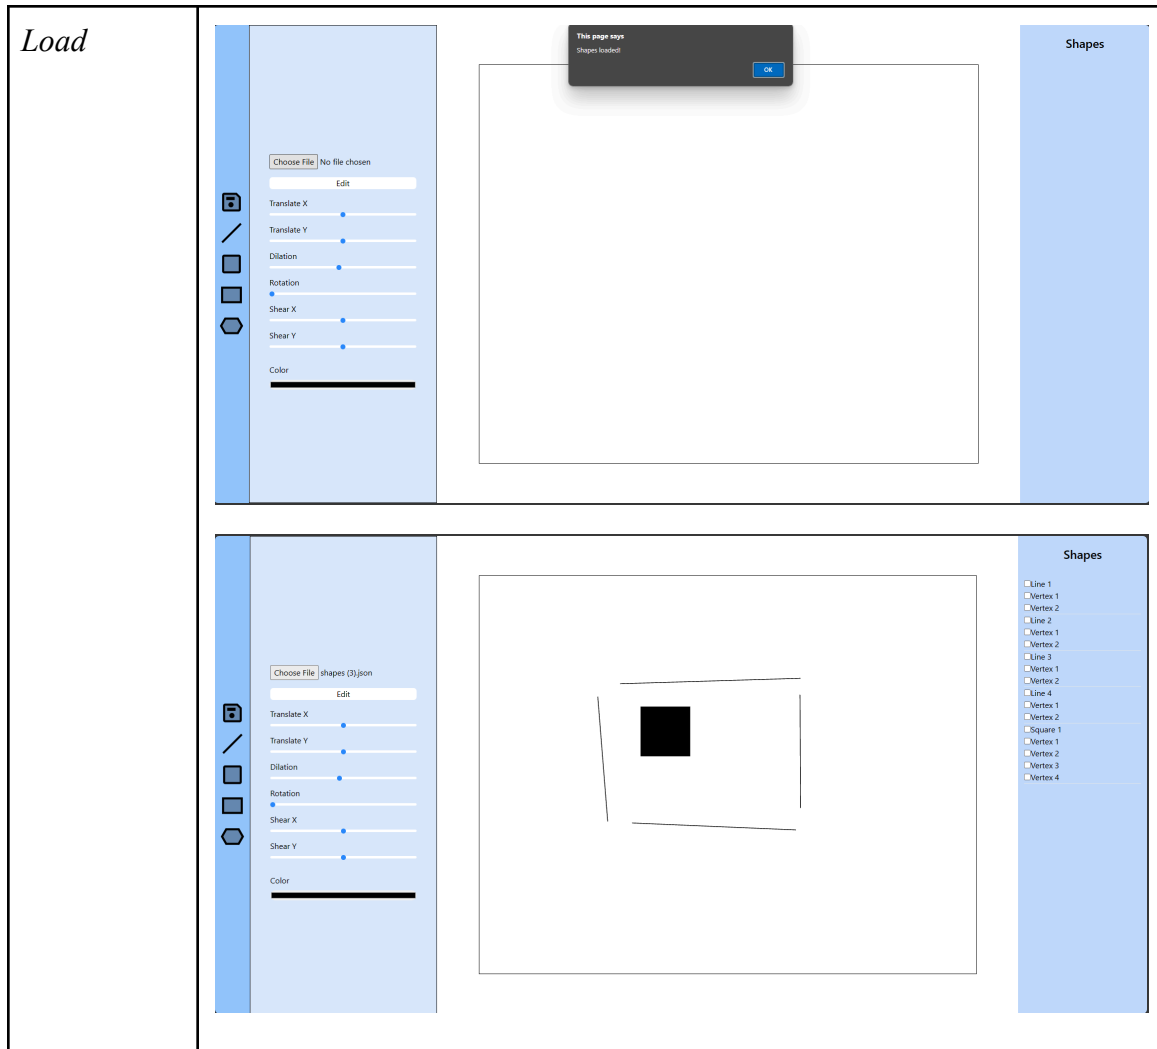 Load
This page says
Shapes loaded!
OK
Shapes
Choose File No file chosen
Edit
Translate X
Translate Y
Dilation
Rotation
Shear X
Shear Y
Color
Shapes
Line 1
Vertex 1
Vertex 2
Line 2
Vertex 1
Vertex 2
Line 3
Vertex 1
Vertex 2
Line 4
Vertex 1
Vertex 2
Square 1
Vertex 1
Vertex 2
Vertex 3
Vertex 4
Choose File shapes (3).json
Edit
Translate X
Translate Y
Dilation
Rotation
Shear X
Shear Y
Color